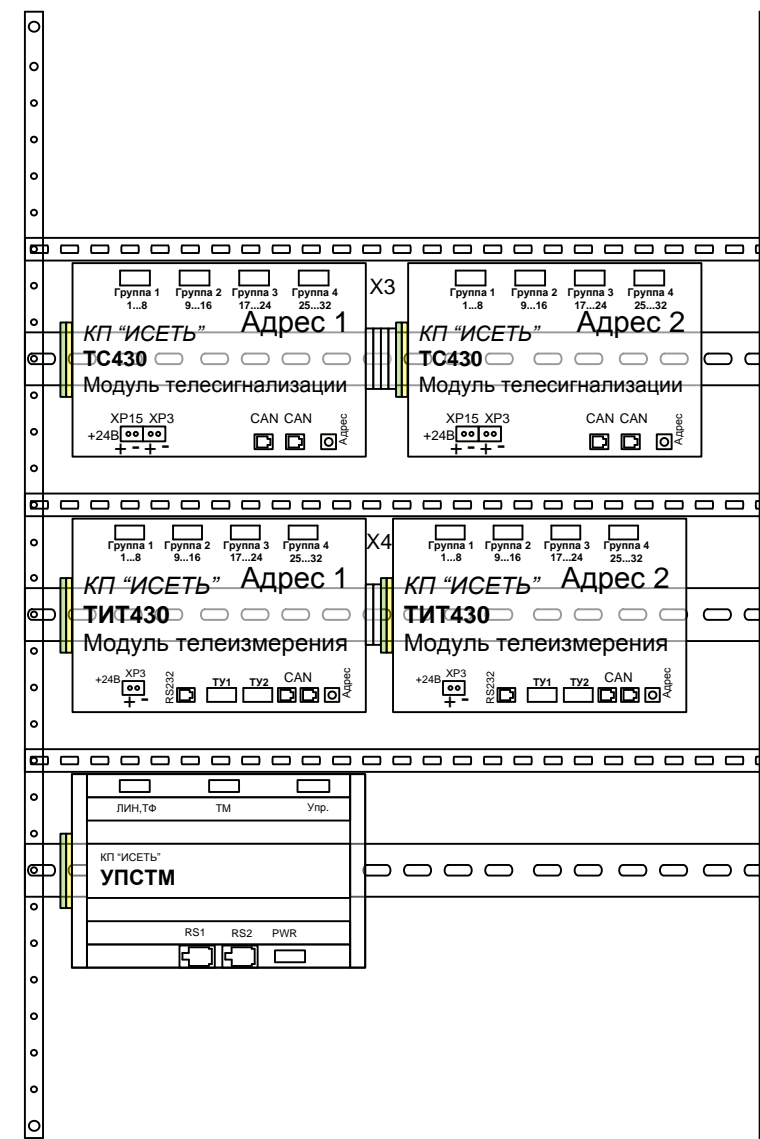 Группа 1 Группа 2 Группа 3 Группа 4
1...8 9...16 17...24 25...32
КП “ИСЕТЬ” Адрес 1
ТС430
Модуль телесигнализации
XP15 XP3 CAN CAN
+24В Адрес
+ - + -
X3
Группа 1 Группа 2 Группа 3 Группа 4
1...8 9...16 17...24 25...32
КП “ИСЕТЬ” Адрес 2
ТС430
Модуль телесигнализации
XP15 XP3 CAN CAN
+24В Адрес
+ - + -
Группа 1 Группа 2 Группа 3 Группа 4
1...8 9...16 17...24 25...32
КП “ИСЕТЬ” Адрес 1
ТИТ430
Модуль телеизмерения
XP3 CAN
+24В RS232 ТУ1 ТУ2 Адрес
+ -
X4
Группа 1 Группа 2 Группа 3 Группа 4
1...8 9...16 17...24 25...32
КП “ИСЕТЬ” Адрес 2
ТИТ430
Модуль телеизмерения
XP3 CAN
+24В RS232 ТУ1 ТУ2 Адрес
+ -
ЛИН,ТФ ТМ Упр.
КП “ИСЕТЬ”
УПСТМ
RS1 RS2 PWR